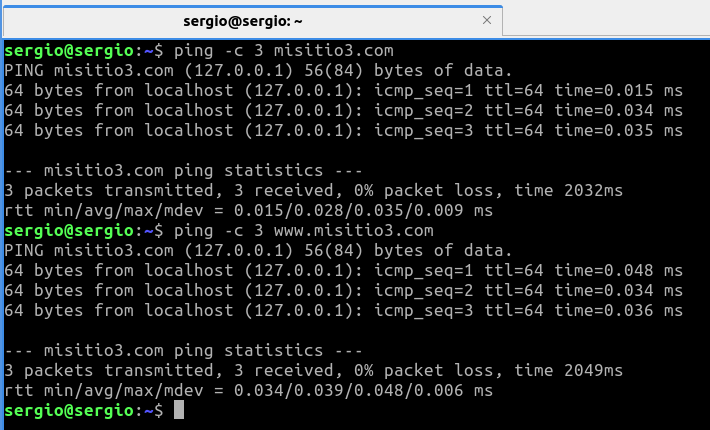 sergio@sergio: ~
sergio@sergio:~$ ping -c 3 misitio3.com
PING misitio3.com (127.0.0.1) 56(84) bytes of data.
64 bytes from localhost (127.0.0.1): icmp_seq=1 ttl=64 time=0.015 ms
64 bytes from localhost (127.0.0.1): icmp_seq=2 ttl=64 time=0.034 ms
64 bytes from localhost (127.0.0.1): icmp_seq=3 ttl=64 time=0.035 ms
--- misitio3.com ping statistics ---
3 packets transmitted, 3 received, 0% packet loss, time 2032ms
rtt min/avg/max/mdev = 0.015/0.028/0.035/0.009 ms
sergio@sergio:~$ ping -c 3 www.misitio3.com
PING misitio3.com (127.0.0.1) 56(84) bytes of data.
64 bytes from localhost (127.0.0.1): icmp_seq=1 ttl=64 time=0.048 ms
64 bytes from localhost (127.0.0.1): icmp_seq=2 ttl=64 time=0.034 ms
64 bytes from localhost (127.0.0.1): icmp_seq=3 ttl=64 time=0.036 ms
--- misitio3.com ping statistics ---
3 packets transmitted, 3 received, 0% packet loss, time 2049ms
rtt min/avg/max/mdev = 0.034/0.039/0.048/0.006 ms
sergio@sergio:~$